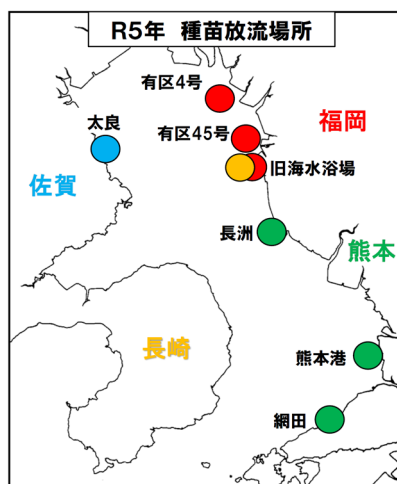 R5年 種苗放流場所
有区4号
太良
有区45号
福岡
佐賀
旧海水浴場
長洲
熊本
長崎
熊本港
網田